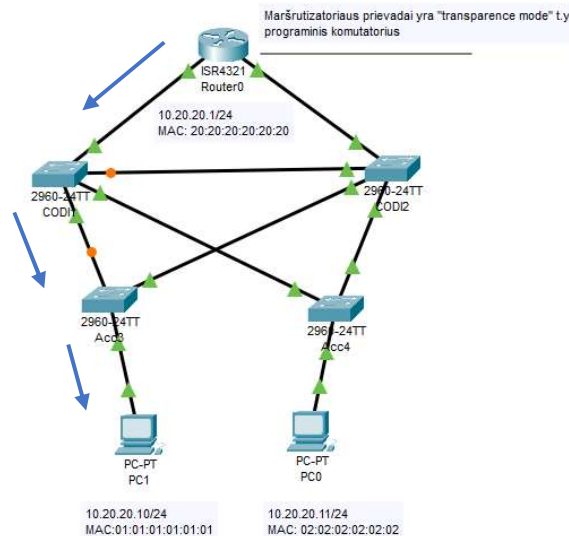 Maršrutizatoriaus prievadai yra "transparence mode" t.y
programinis komutatorius
ISR4321
Router0
10.20.20.1/24
MAC: 20:20:20:20:20:20
2960-24TT
CODI1
2960-24TT
CODI2
2960-24TT
Acc3
2960-24TT
Acc4
PC-PT
PC1
PC-PT
PC0
10.20.20.10/24
MAC:01:01:01:01:01:01
10.20.20.11/24
MAC: 02:02:02:02:02:02